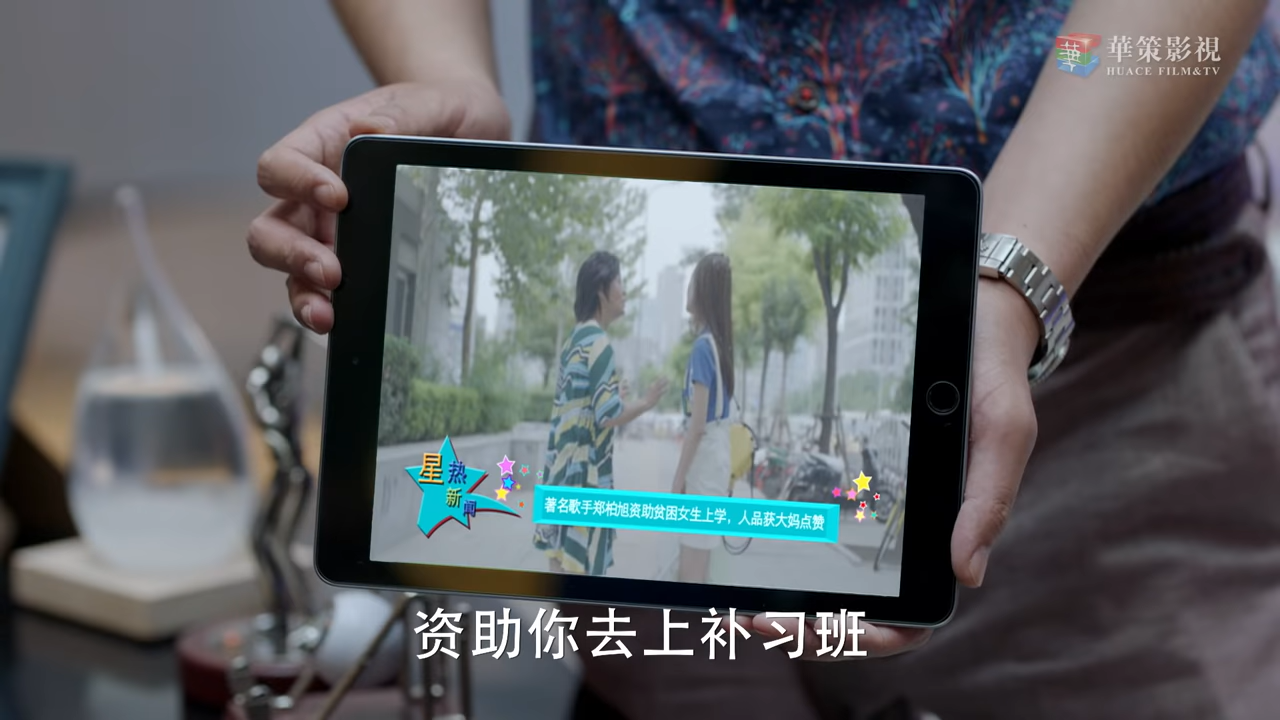 華
華策影視
HUACE FILM&TV
星热
新闻
著名歌手郑柏旭资助贫困女生上学，人品获大妈点赞
资助你去上补习班